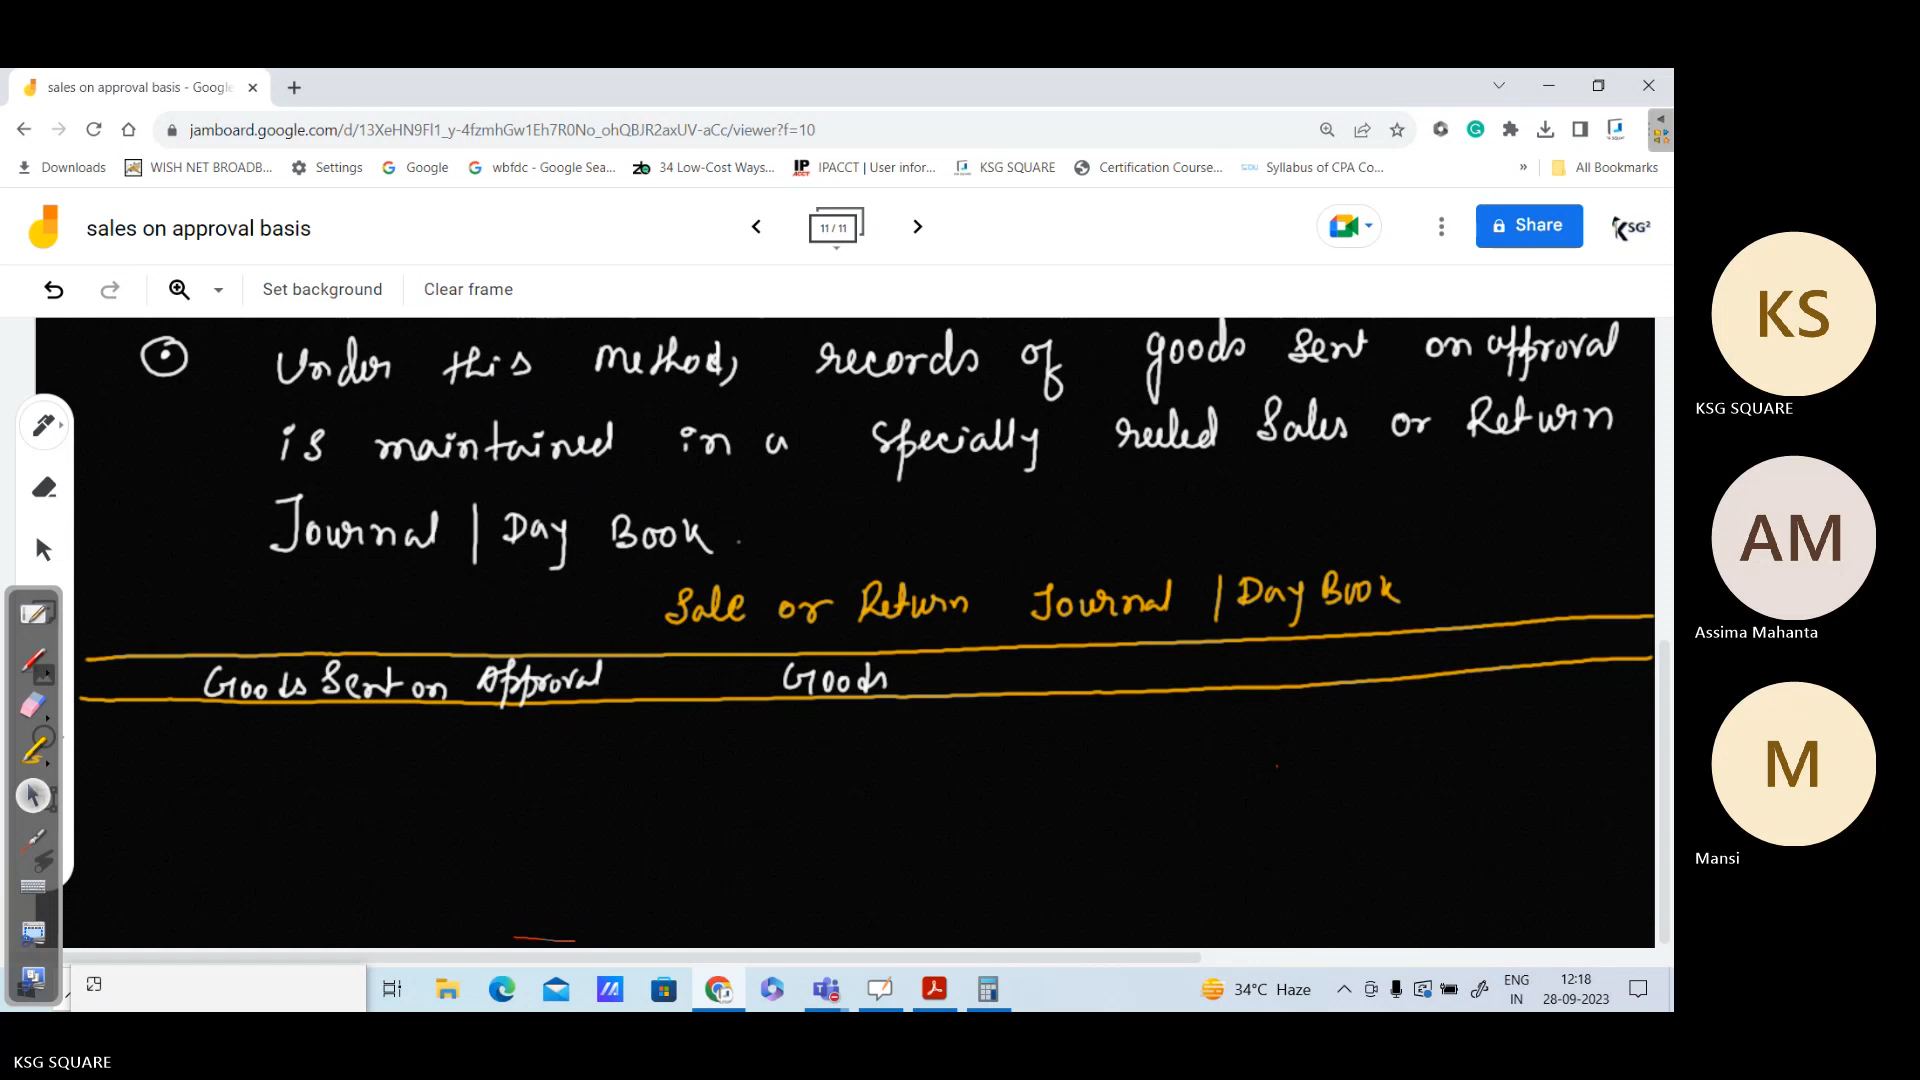 sales on approval basis - Google
jamboard.google.com/d/13XeHN9Fl1_y-4fzmhGw1Eh7R0No_ohQBJR2axUV-aCc/viewer?f=10
Downloads
WISH NET BROADB...
Settings
Google
wbfdc - Google Sea...
34 Low-Cost Ways...
IPACCT | User infor...
KSG SQUARE
Certification Course...
Syllabus of CPA Co...
»
All Bookmarks
sales on approval basis
11 / 11
Share
KSG²
Set background
Clear frame
Under this method, records of goods sent on approval
is maintained in a specially ruled Sales or Return
Journal | Day Book.
Sale or Return Journal | Day Book
Goods Sent on Approval Goods
34°C Haze
ENG
IN
12:18
28-09-2023
KS
KSG SQUARE
AM
Assima Mahanta
M
Mansi
KSG SQUARE